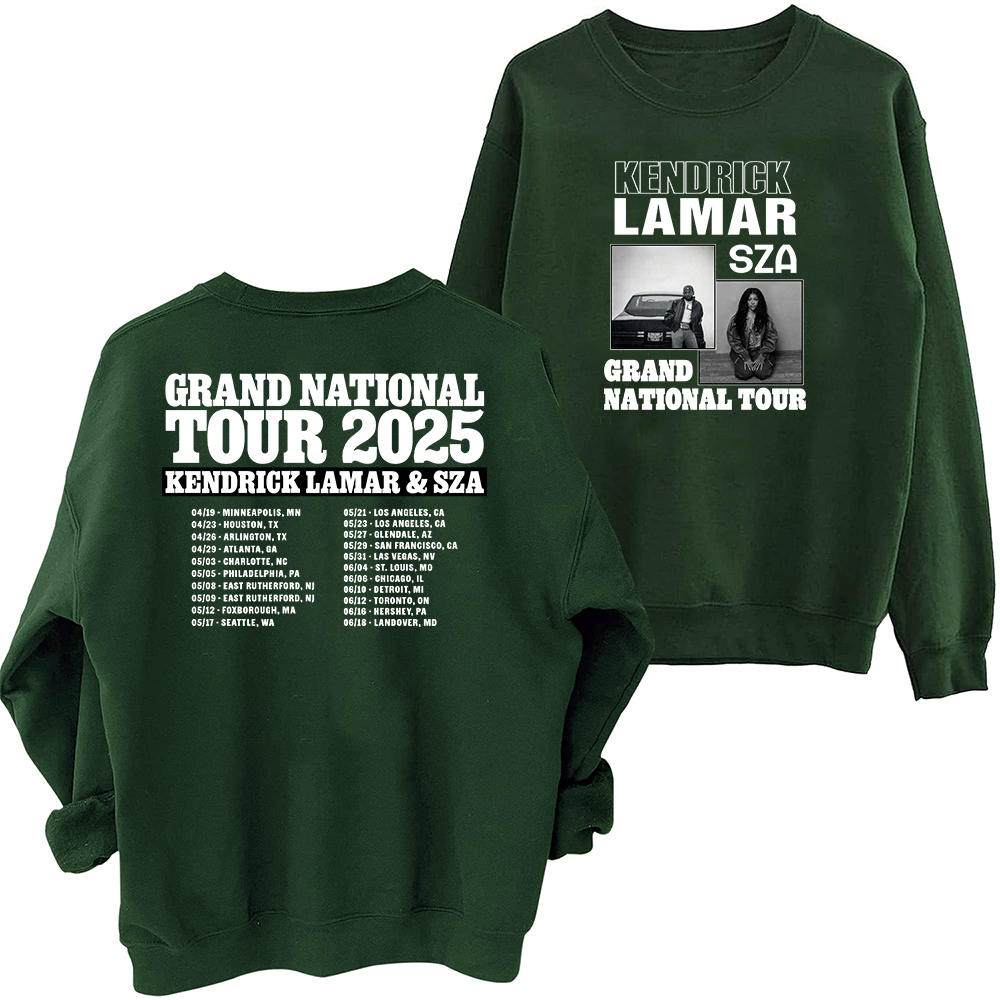 KENDRICK
LAMAR
SZA
GRAND
NATIONAL TOUR
GRAND NATIONAL
TOUR 2025
KENDRICK LAMAR & SZA
04/19 - MINNEAPOLIS, MN
04/23 - HOUSTON, TX
04/26 - ARLINGTON, TX
04/29 - ATLANTA, GA
05/03 - CHARLOTTE, NC
05/05 - PHILADELPHIA, PA
05/08 - EAST RUTHERFORD, NJ
05/09 - EAST RUTHERFORD, NJ
05/12 - FOXBOROUGH, MA
05/17 - SEATTLE, WA
05/21 - LOS ANGELES, CA
05/23 - LOS ANGELES, CA
05/27 - GLENDALE, AZ
05/29 - SAN FRANCISCO, CA
05/31 - LAS VEGAS, NV
06/04 - ST. LOUIS, MO
06/06 - CHICAGO, IL
06/10 - DETROIT, MI
06/12 - TORONTO, ON
06/16 - HERSHEY, PA
06/18 - LANDOVER, MD